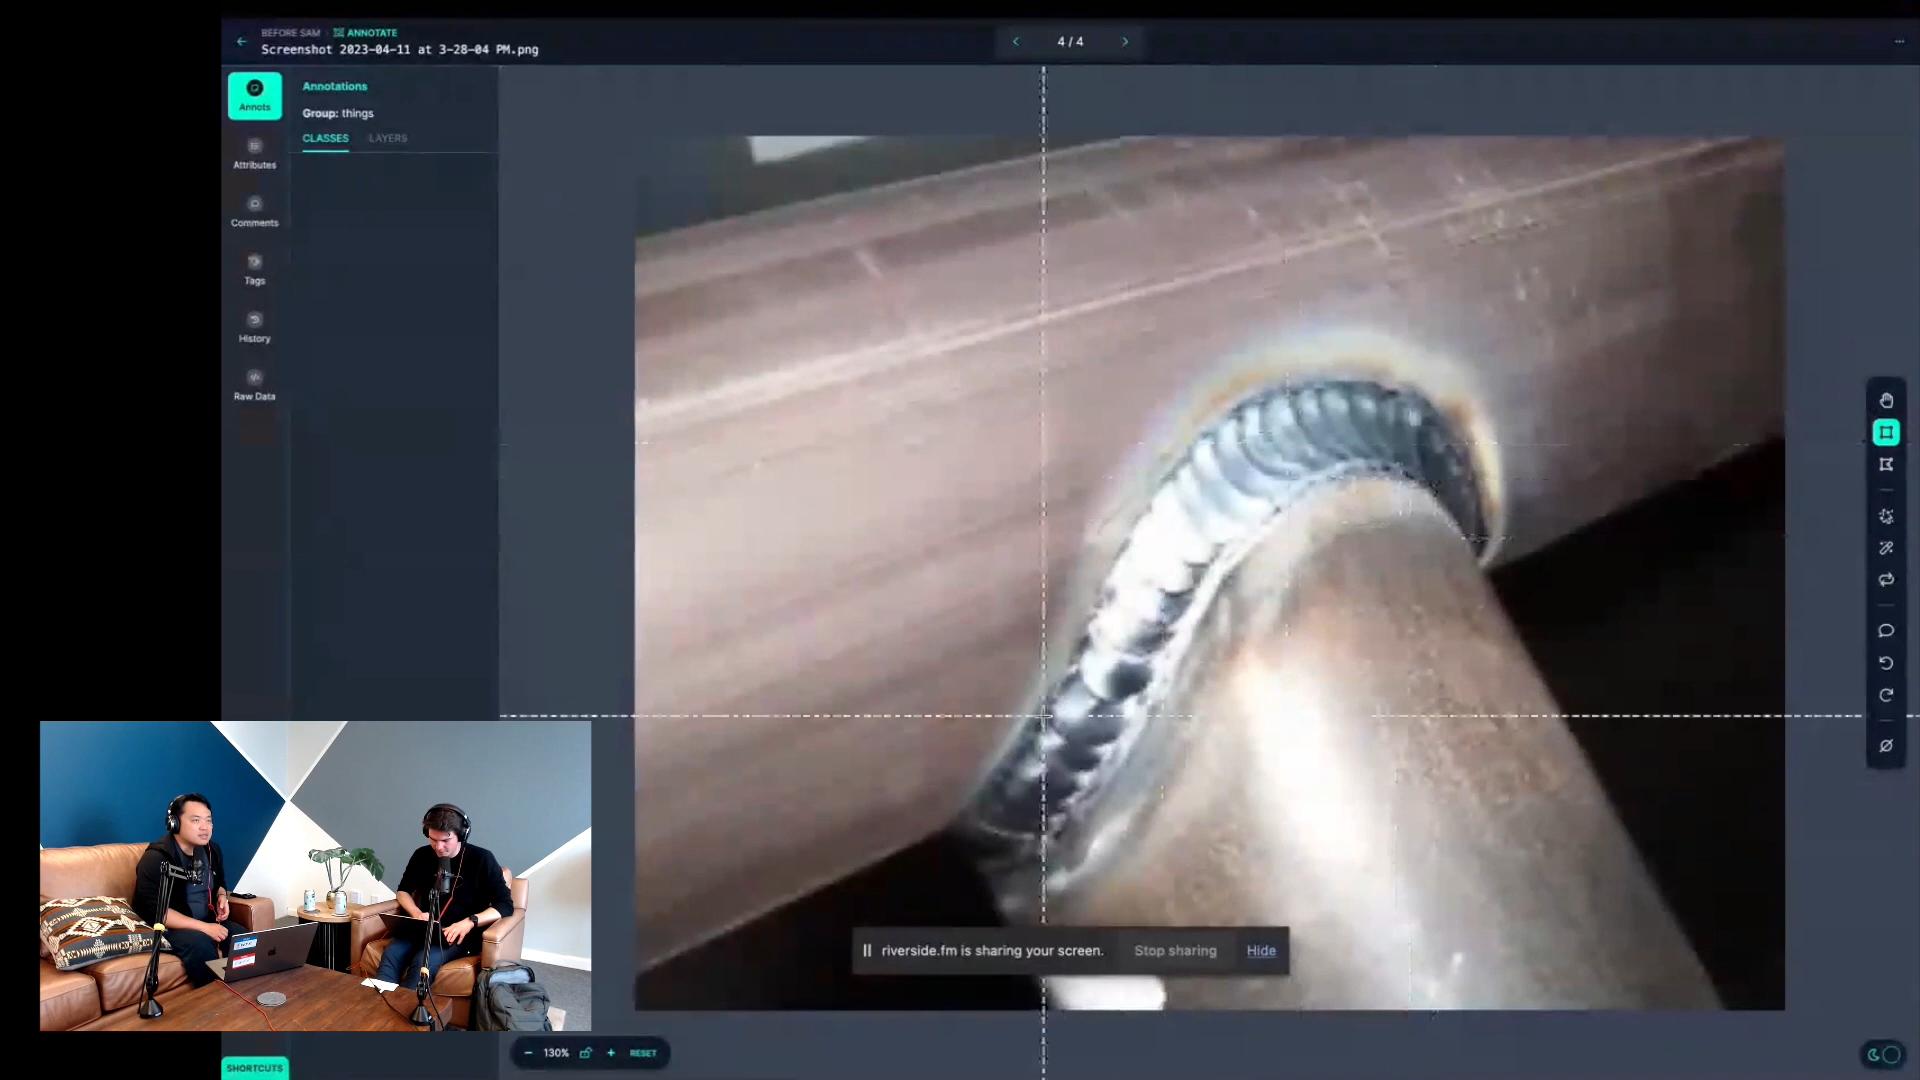 BEFORE SAM
ANNOTATE
Screenshot 2023-04-11 at 3-28-04 PM.png
4 / 4
Annots
Attributes
Comments
Tags
History
Raw Data
Annotations
Group: things
CLASSES
LAYERS
riverside.fm is sharing your screen.
Stop sharing
Hide
130%
RESET
SHORTCUTS